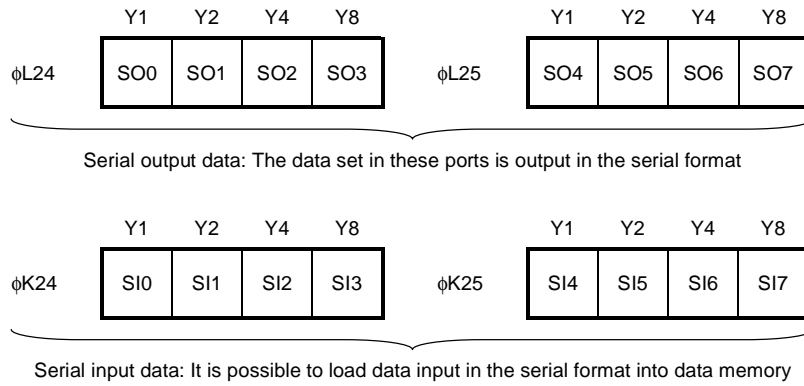 Y1 Y2 Y4 Y8 Y1 Y2 Y4 Y8
ϕL24 SO0 SO1 SO2 SO3 ϕL25 SO4 SO5 SO6 SO7
Serial output data: The data set in these ports is output in the serial format
Y1 Y2 Y4 Y8 Y1 Y2 Y4 Y8
ϕK24 SI0 SI1 SI2 SI3 ϕK25 SI4 SI5 SI6 SI7
Serial input data: It is possible to load data input in the serial format into data memory